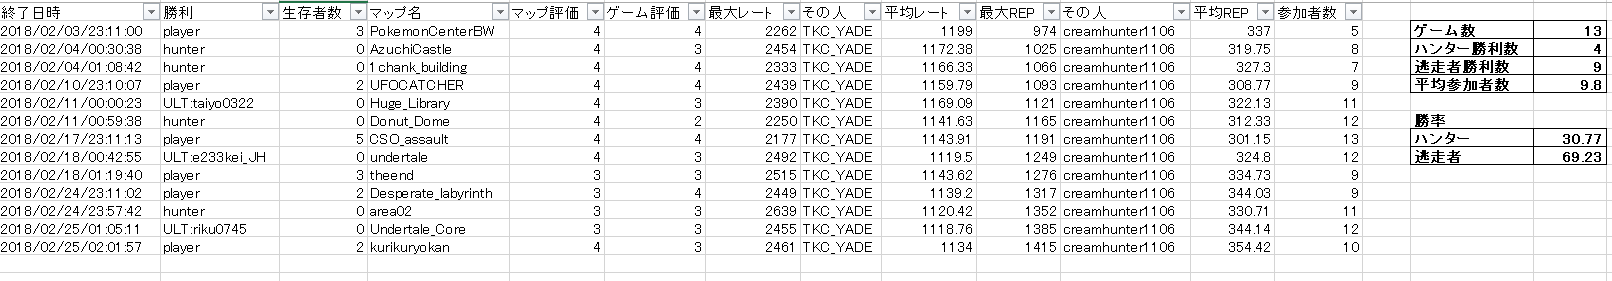 終了日時 勝利 生存者数 マップ名 マップ評価 ゲーム評価 最大レート その人 平均レート 最大REP その人 平均REP 参加者数
2018/02/03/23:11:00 player 3 PokemonCenterBW 4 4 2262 TKC_YADE 1199 974 creamhunter1106 337 5 ゲーム数 13
2018/02/04/00:30:38 hunter 0 AzuchiCastle 4 3 2454 TKC_YADE 1172.38 1025 creamhunter1106 319.75 8 ハンター勝利数 4
2018/02/04/01:08:42 hunter 0 1chank_building 4 4 2333 TKC_YADE 1166.33 1066 creamhunter1106 327.3 7 逃走者勝利数 9
2018/02/10/23:10:07 player 2 UFOCATCHER 4 4 2439 TKC_YADE 1159.79 1093 creamhunter1106 308.77 9 平均参加者数 9.8
2018/02/11/00:00:23 ULT:taiyo0322 0 Huge_Library 4 3 2390 TKC_YADE 1169.09 1121 creamhunter1106 322.13 11
2018/02/11/00:59:38 hunter 0 Donut_Dome 4 2 2250 TKC_YADE 1141.63 1165 creamhunter1106 312.33 12 勝率
2018/02/17/23:11:13 player 5 CSO_assault 4 4 2177 TKC_YADE 1143.91 1191 creamhunter1106 301.15 13 ハンター 30.77
2018/02/18/00:42:55 ULT:e233kei_JH 0 undertale 4 3 2492 TKC_YADE 1119.5 1249 creamhunter1106 324.8 12 逃走者 69.23
2018/02/18/01:19:40 player 3 theend 3 3 2515 TKC_YADE 1143.62 1276 creamhunter1106 334.73 9
2018/02/24/23:11:02 player 2 Desperate_labyrinth 3 4 2449 TKC_YADE 1139.2 1317 creamhunter1106 344.03 9
2018/02/24/23:57:42 hunter 0 area02 3 3 2639 TKC_YADE 1120.42 1352 creamhunter1106 330.71 11
2018/02/25/01:05:11 ULT:riku0745 0 Undertale_Core 3 3 2455 TKC_YADE 1118.76 1385 creamhunter1106 344.14 12
2018/02/25/02:01:57 player 2 kurikuryokan 4 3 2461 TKC_YADE 1134 1415 creamhunter1106 354.42 10